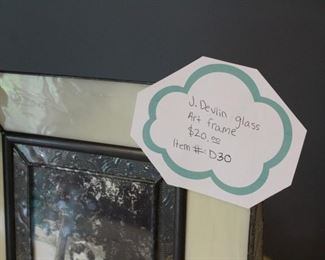 J. Devlin glass
Art frame
$20.00
Item #: D30